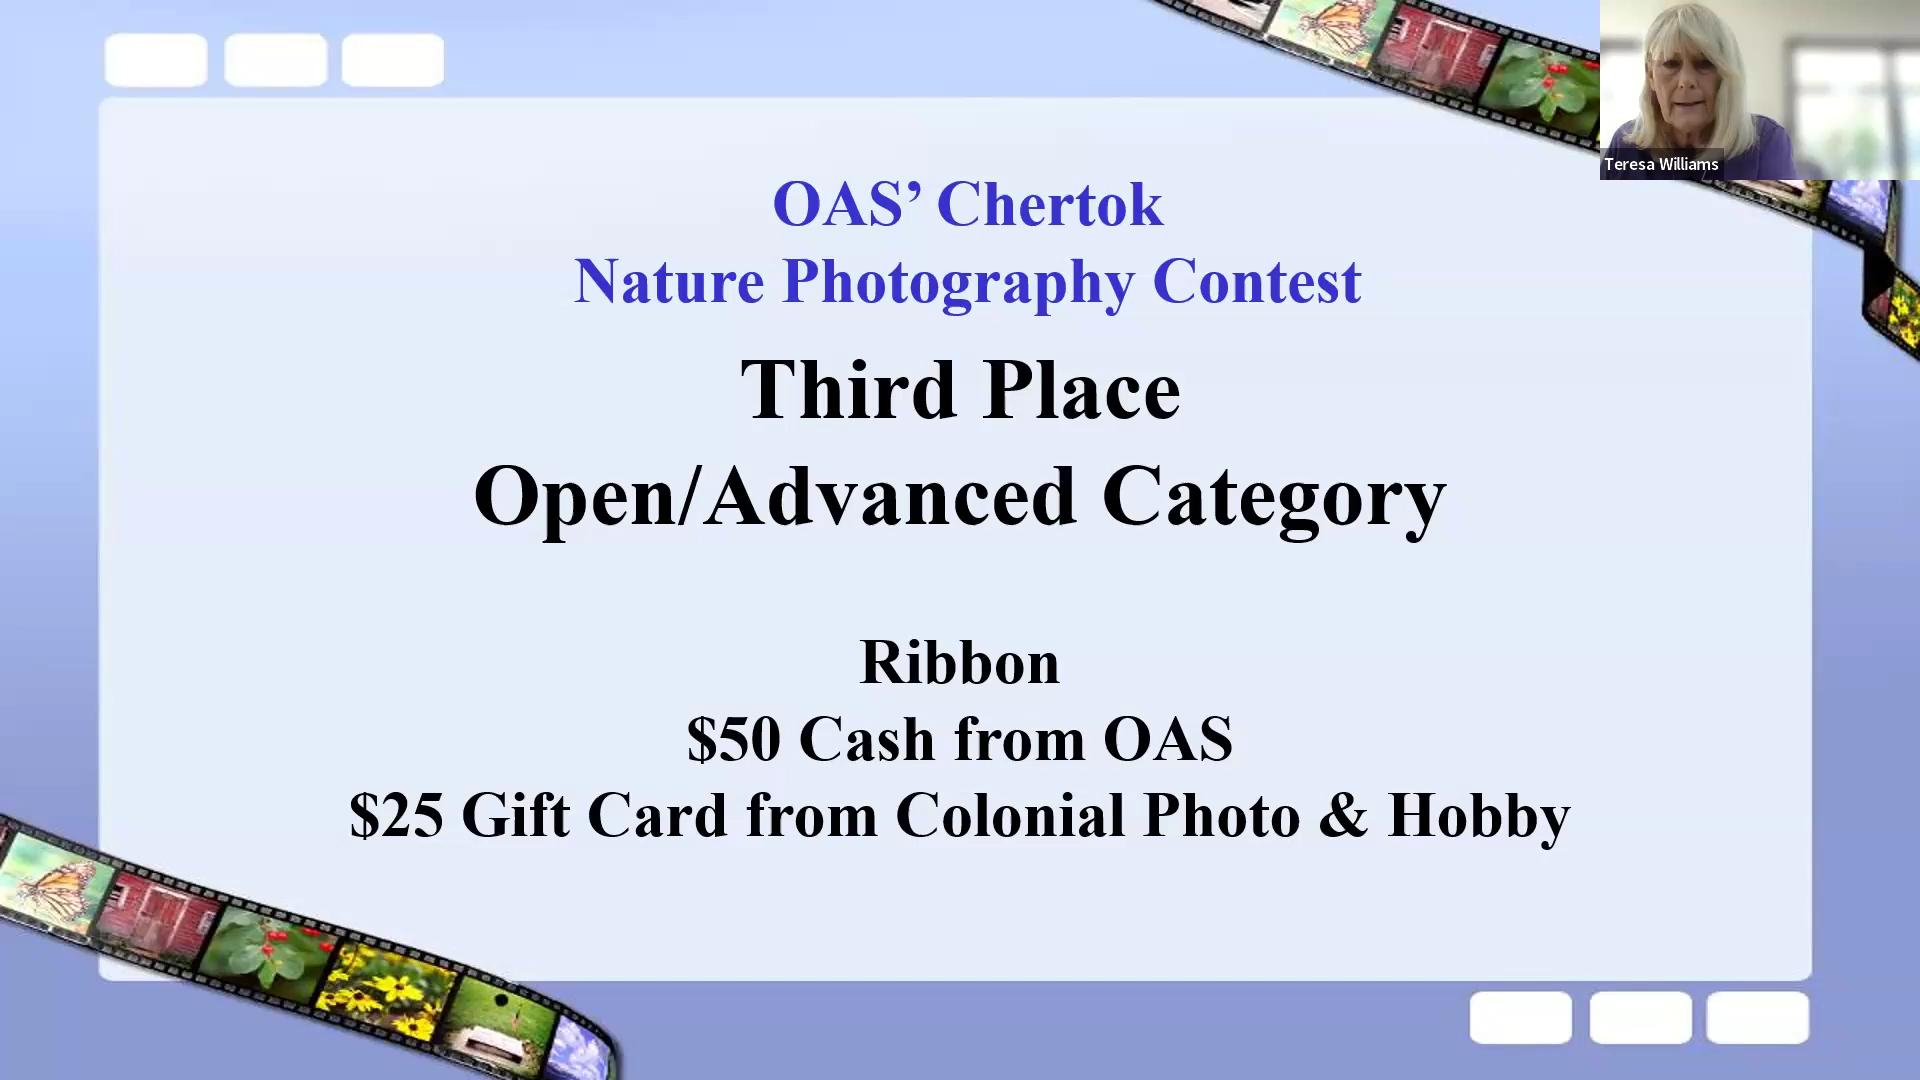 OAS’ Chertok
Nature Photography Contest
Third Place
Open/Advanced Category
Ribbon
$50 Cash from OAS
$25 Gift Card from Colonial Photo & Hobby
Teresa Williams